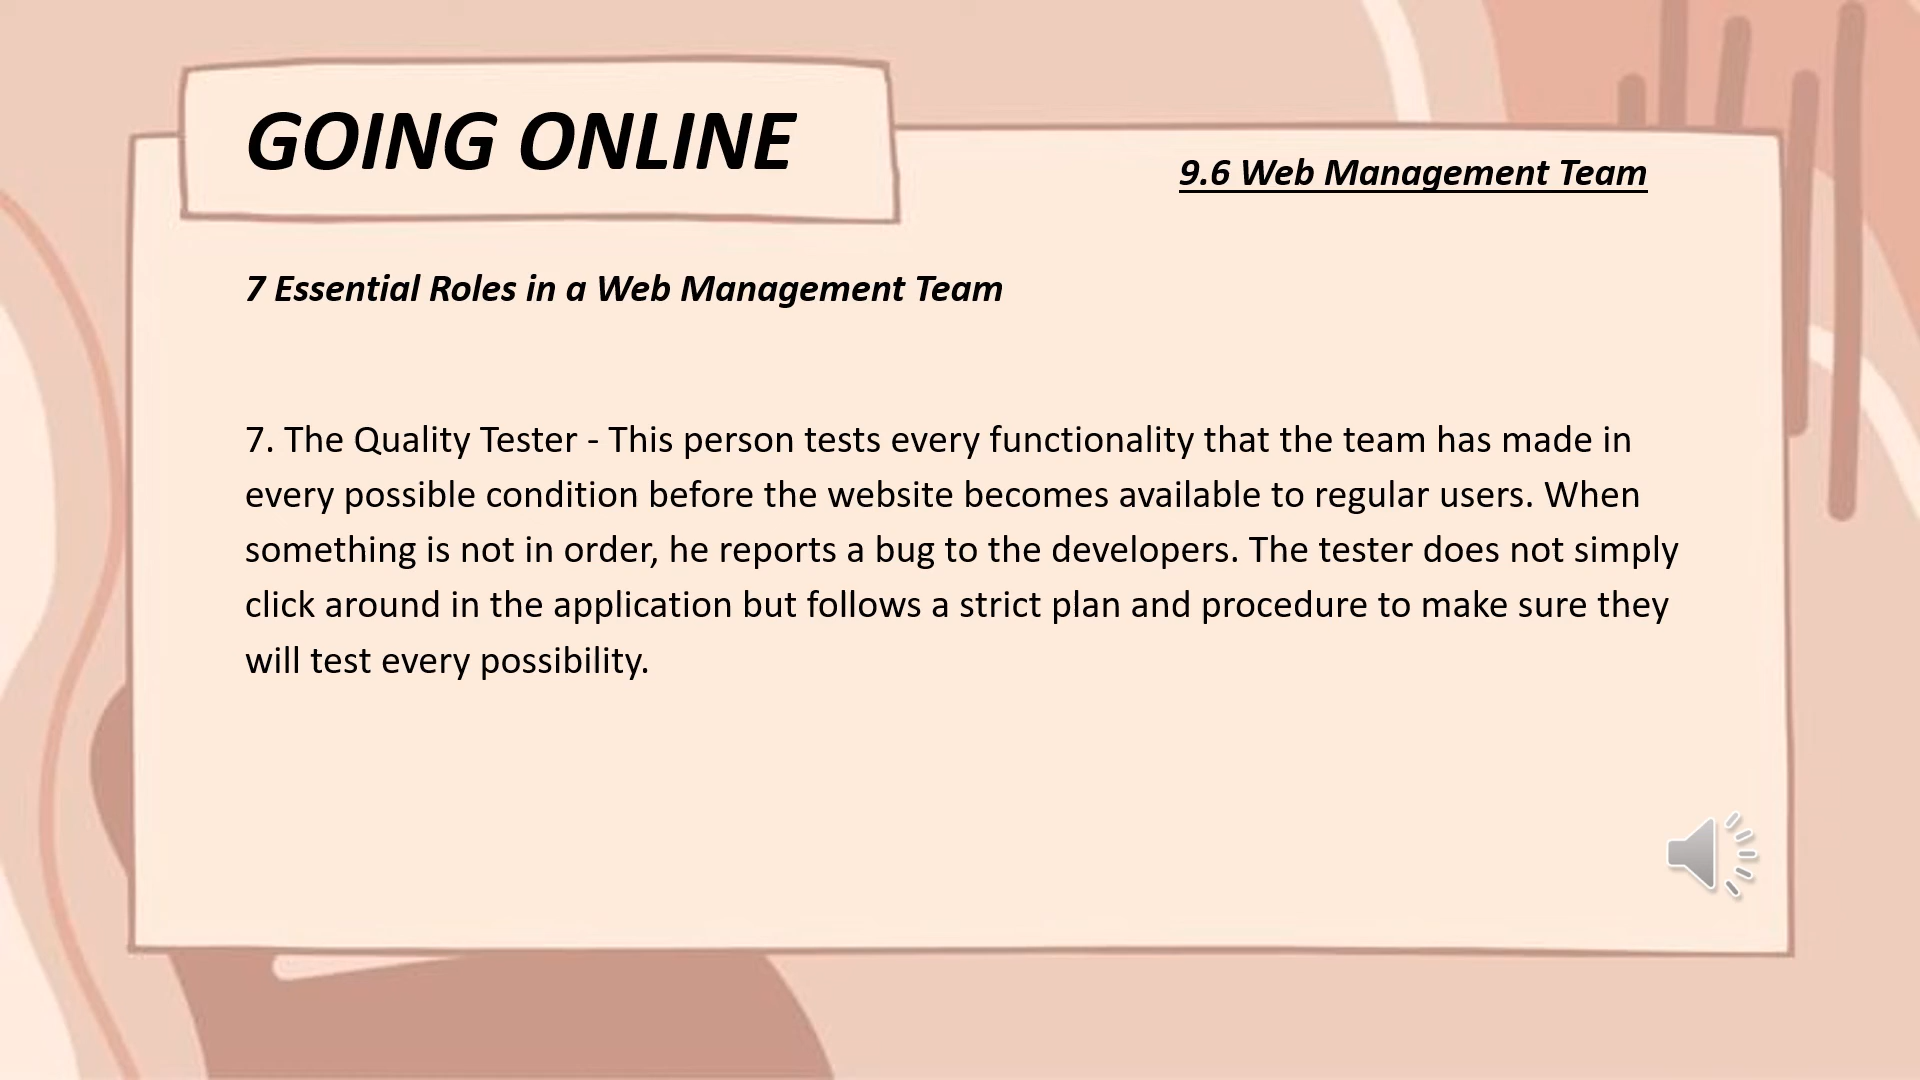 GOING ONLINE
9.6 Web Management Team
7 Essential Roles in a Web Management Team
7. The Quality Tester - This person tests every functionality that the team has made in
every possible condition before the website becomes available to regular users. When
something is not in order, he reports a bug to the developers. The tester does not simply
click around in the application but follows a strict plan and procedure to make sure they
will test every possibility.